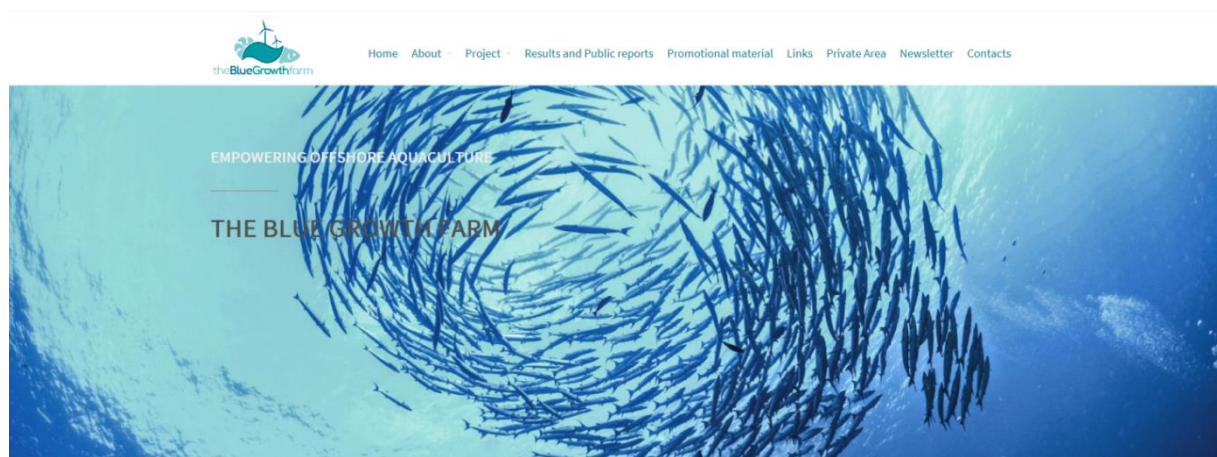 theBlueGrowthfarm
Home About Project Results and Public reports Promotional material Links Private Area Newsletter Contacts
EMPOWERING OFFSHORE AQUACULTURE
THE BLUE GROWTH FARM